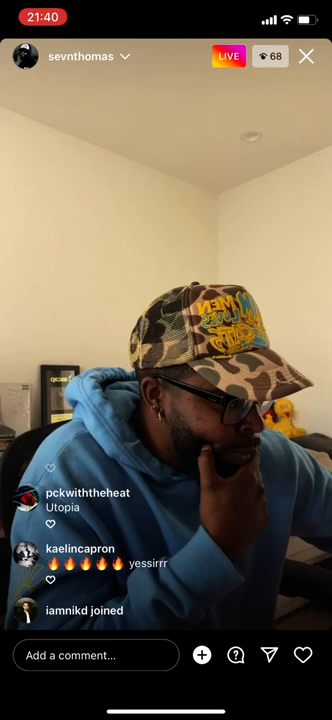 21:40
sevnthomas
LIVE
68
pckwiththeheat
Utopia
kaelincapron
🔥🔥🔥🔥🔥 yessirrr
iamnikd joined
Add a comment...